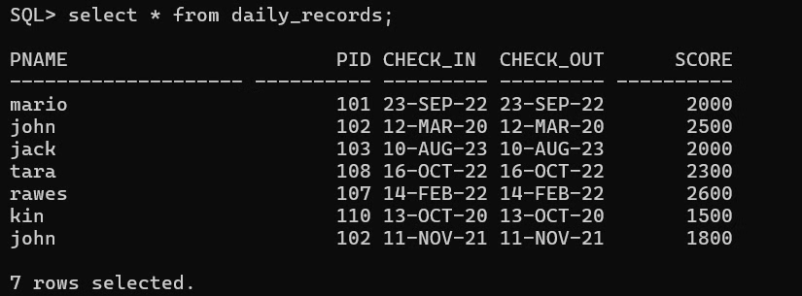 SQL> select * from daily_records;
PNAME                       PID CHECK_IN  CHECK_OUT      SCORE
-------------------- ---------- --------- --------- ----------
mario                       101 23-SEP-22 23-SEP-22       2000
john                        102 12-MAR-20 12-MAR-20       2500
jack                        103 10-AUG-23 10-AUG-23       2000
tara                        108 16-OCT-22 16-OCT-22       2300
rawes                       107 14-FEB-22 14-FEB-22       2600
kin                         110 13-OCT-20 13-OCT-20       1500
john                        102 11-NOV-21 11-NOV-21       1800
7 rows selected.